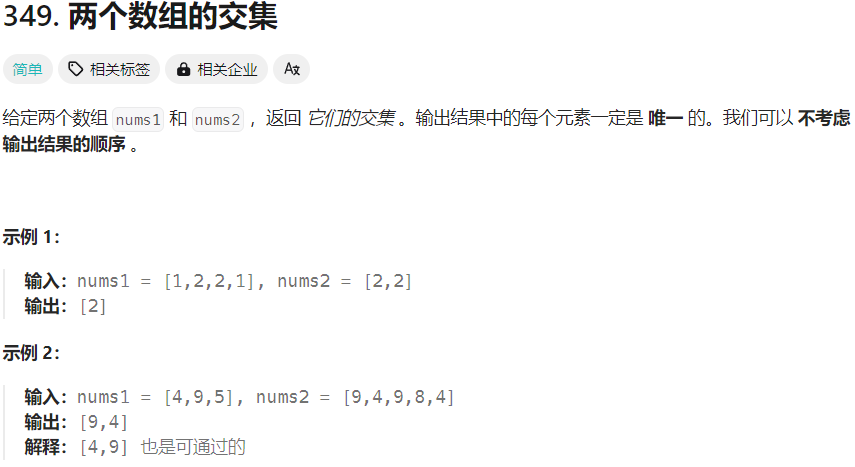 349. 两个数组的交集
简单 相关标签 相关企业 Ax
给定两个数组 nums1 和 nums2 ，返回 它们的交集 。输出结果中的每个元素一定是 唯一 的。我们可以 不考虑
输出结果的顺序 。
示例 1：
输入：nums1 = [1,2,2,1], nums2 = [2,2]
输出：[2]
示例 2：
输入：nums1 = [4,9,5], nums2 = [9,4,9,8,4]
输出：[9,4]
解释：[4,9] 也是可通过的